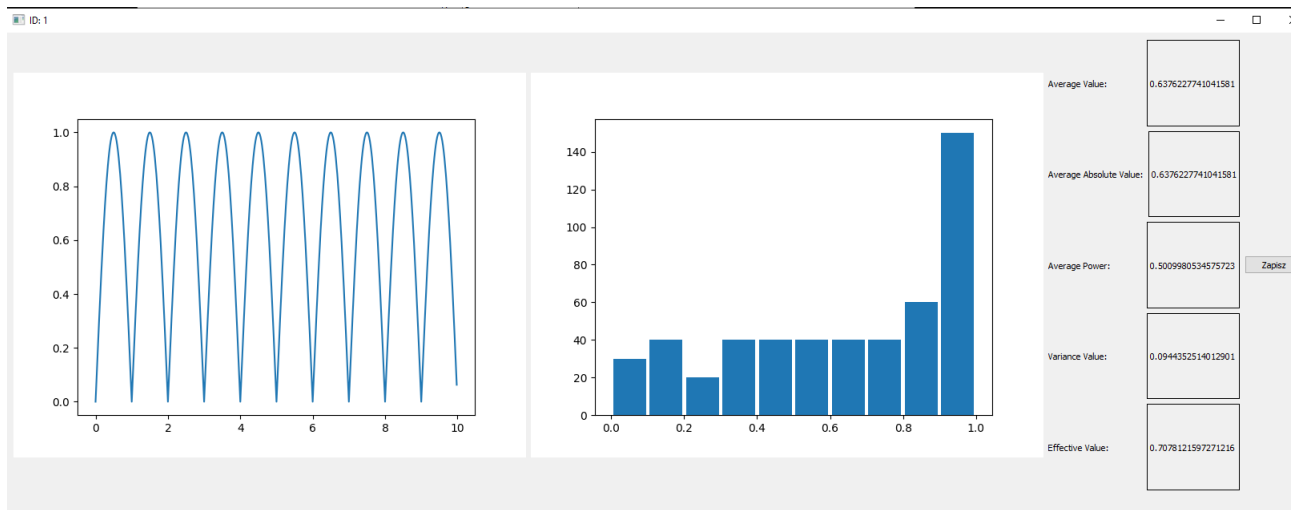 ID: 1
1.0
0.8
0.6
0.4
0.2
0.0
0 2 4 6 8 10
140
120
100
80
60
40
20
0
0.0 0.2 0.4 0.6 0.8 1.0
Average Value: 0.6376227741041581
Average Absolute Value: 0.6376227741041581
Average Power: 0.5009980534575723
Zapisz
Variance Value: 0.0944352514012901
Effective Value: 0.7078121597271216